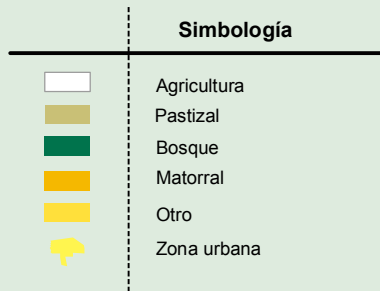 Simbología
Agricultura
Pastizal
Bosque
Matorral
Otro
Zona urbana